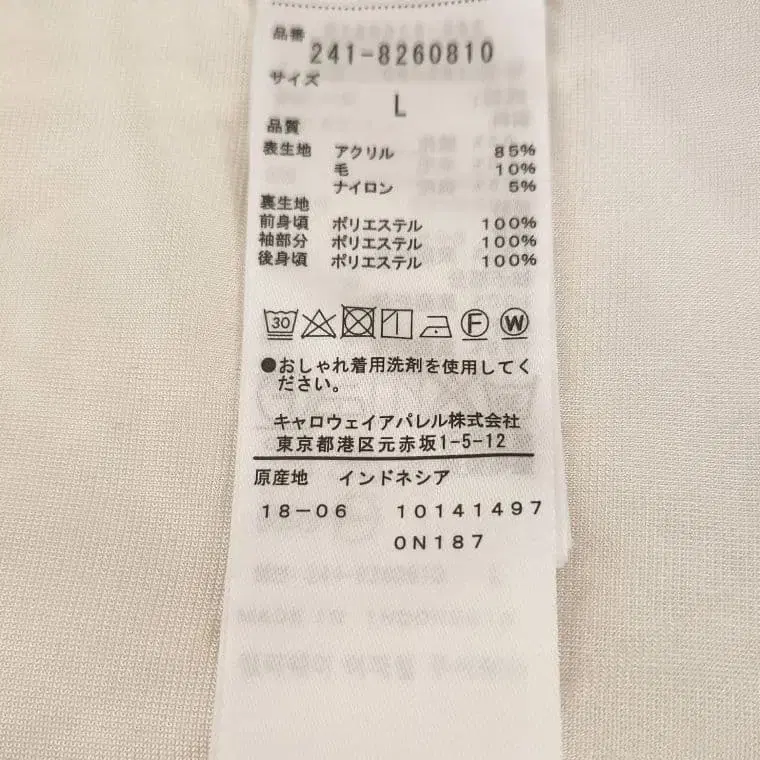 品番
241-8260810
サイズ
L
品質
表生地 アクリル 85%
毛 10%
ナイロン 5%
裏生地
前身頃 ポリエステル 100%
袖部分 ポリエステル 100%
後身頃 ポリエステル 100%
30 F W
●おしゃれ着用洗剤を使用してく
ださい。
キャロウェイアパレル株式会社
東京都港区元赤坂1-5-12
原産地 インドネシア
18-06 10141497
0N187